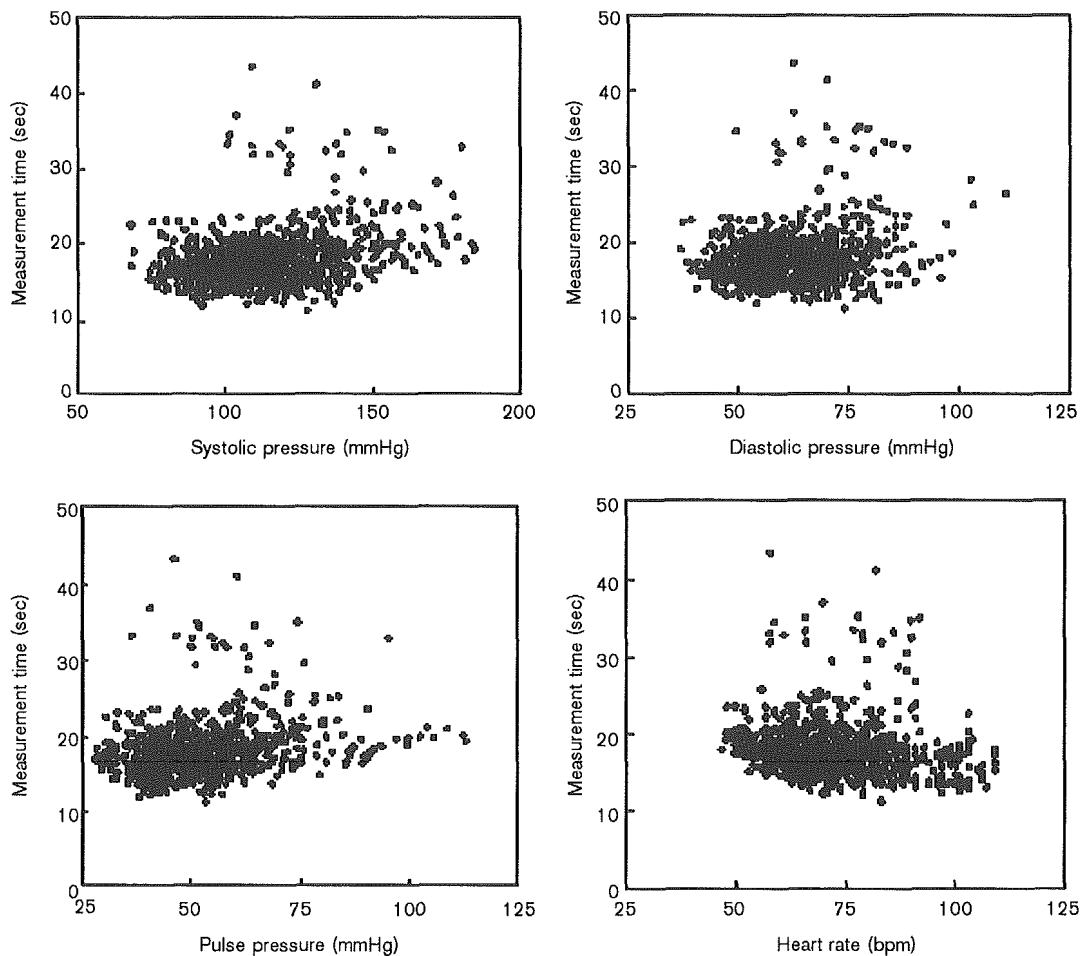 50
40
30
20
10
0
Measurement time (sec)
50 100 150 200
Systolic pressure (mmHg)
50
40
30
20
10
0
Measurement time (sec)
25 50 75 100 125
Diastolic pressure (mmHg)
50
40
30
20
10
0
Measurement time (sec)
25 50 75 100 125
Pulse pressure (mmHg)
50
40
30
20
10
0
Measurement time (sec)
25 50 75 100 125
Heart rate (bpm)